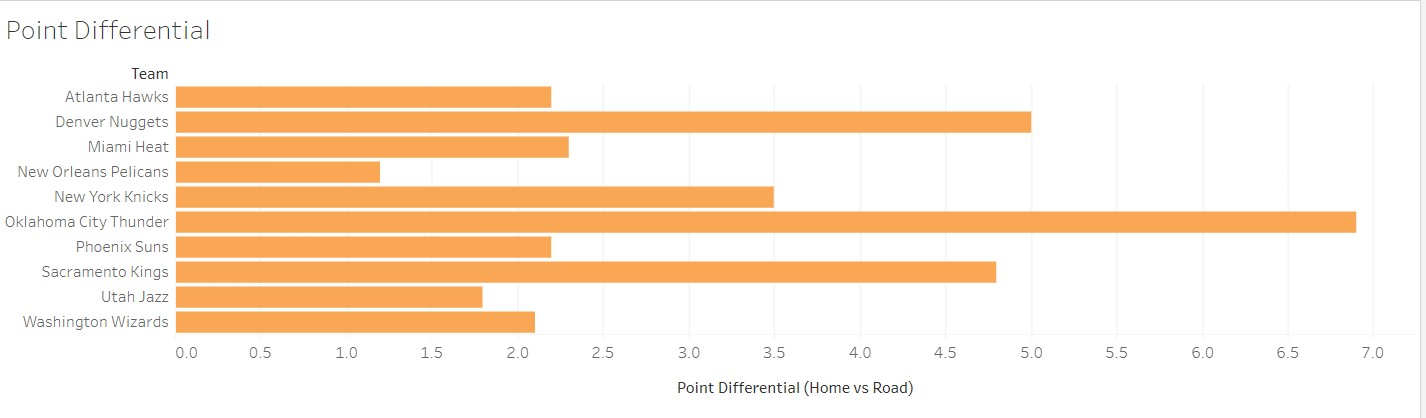 Point Differential
Team
Atlanta Hawks
Denver Nuggets
Miami Heat
New Orleans Pelicans
New York Knicks
Oklahoma City Thunder
Phoenix Suns
Sacramento Kings
Utah Jazz
Washington Wizards
0.0 0.5 1.0 1.5 2.0 2.5 3.0 3.5 4.0 4.5 5.0 5.5 6.0 6.5 7.0
Point Differential (Home vs Road)